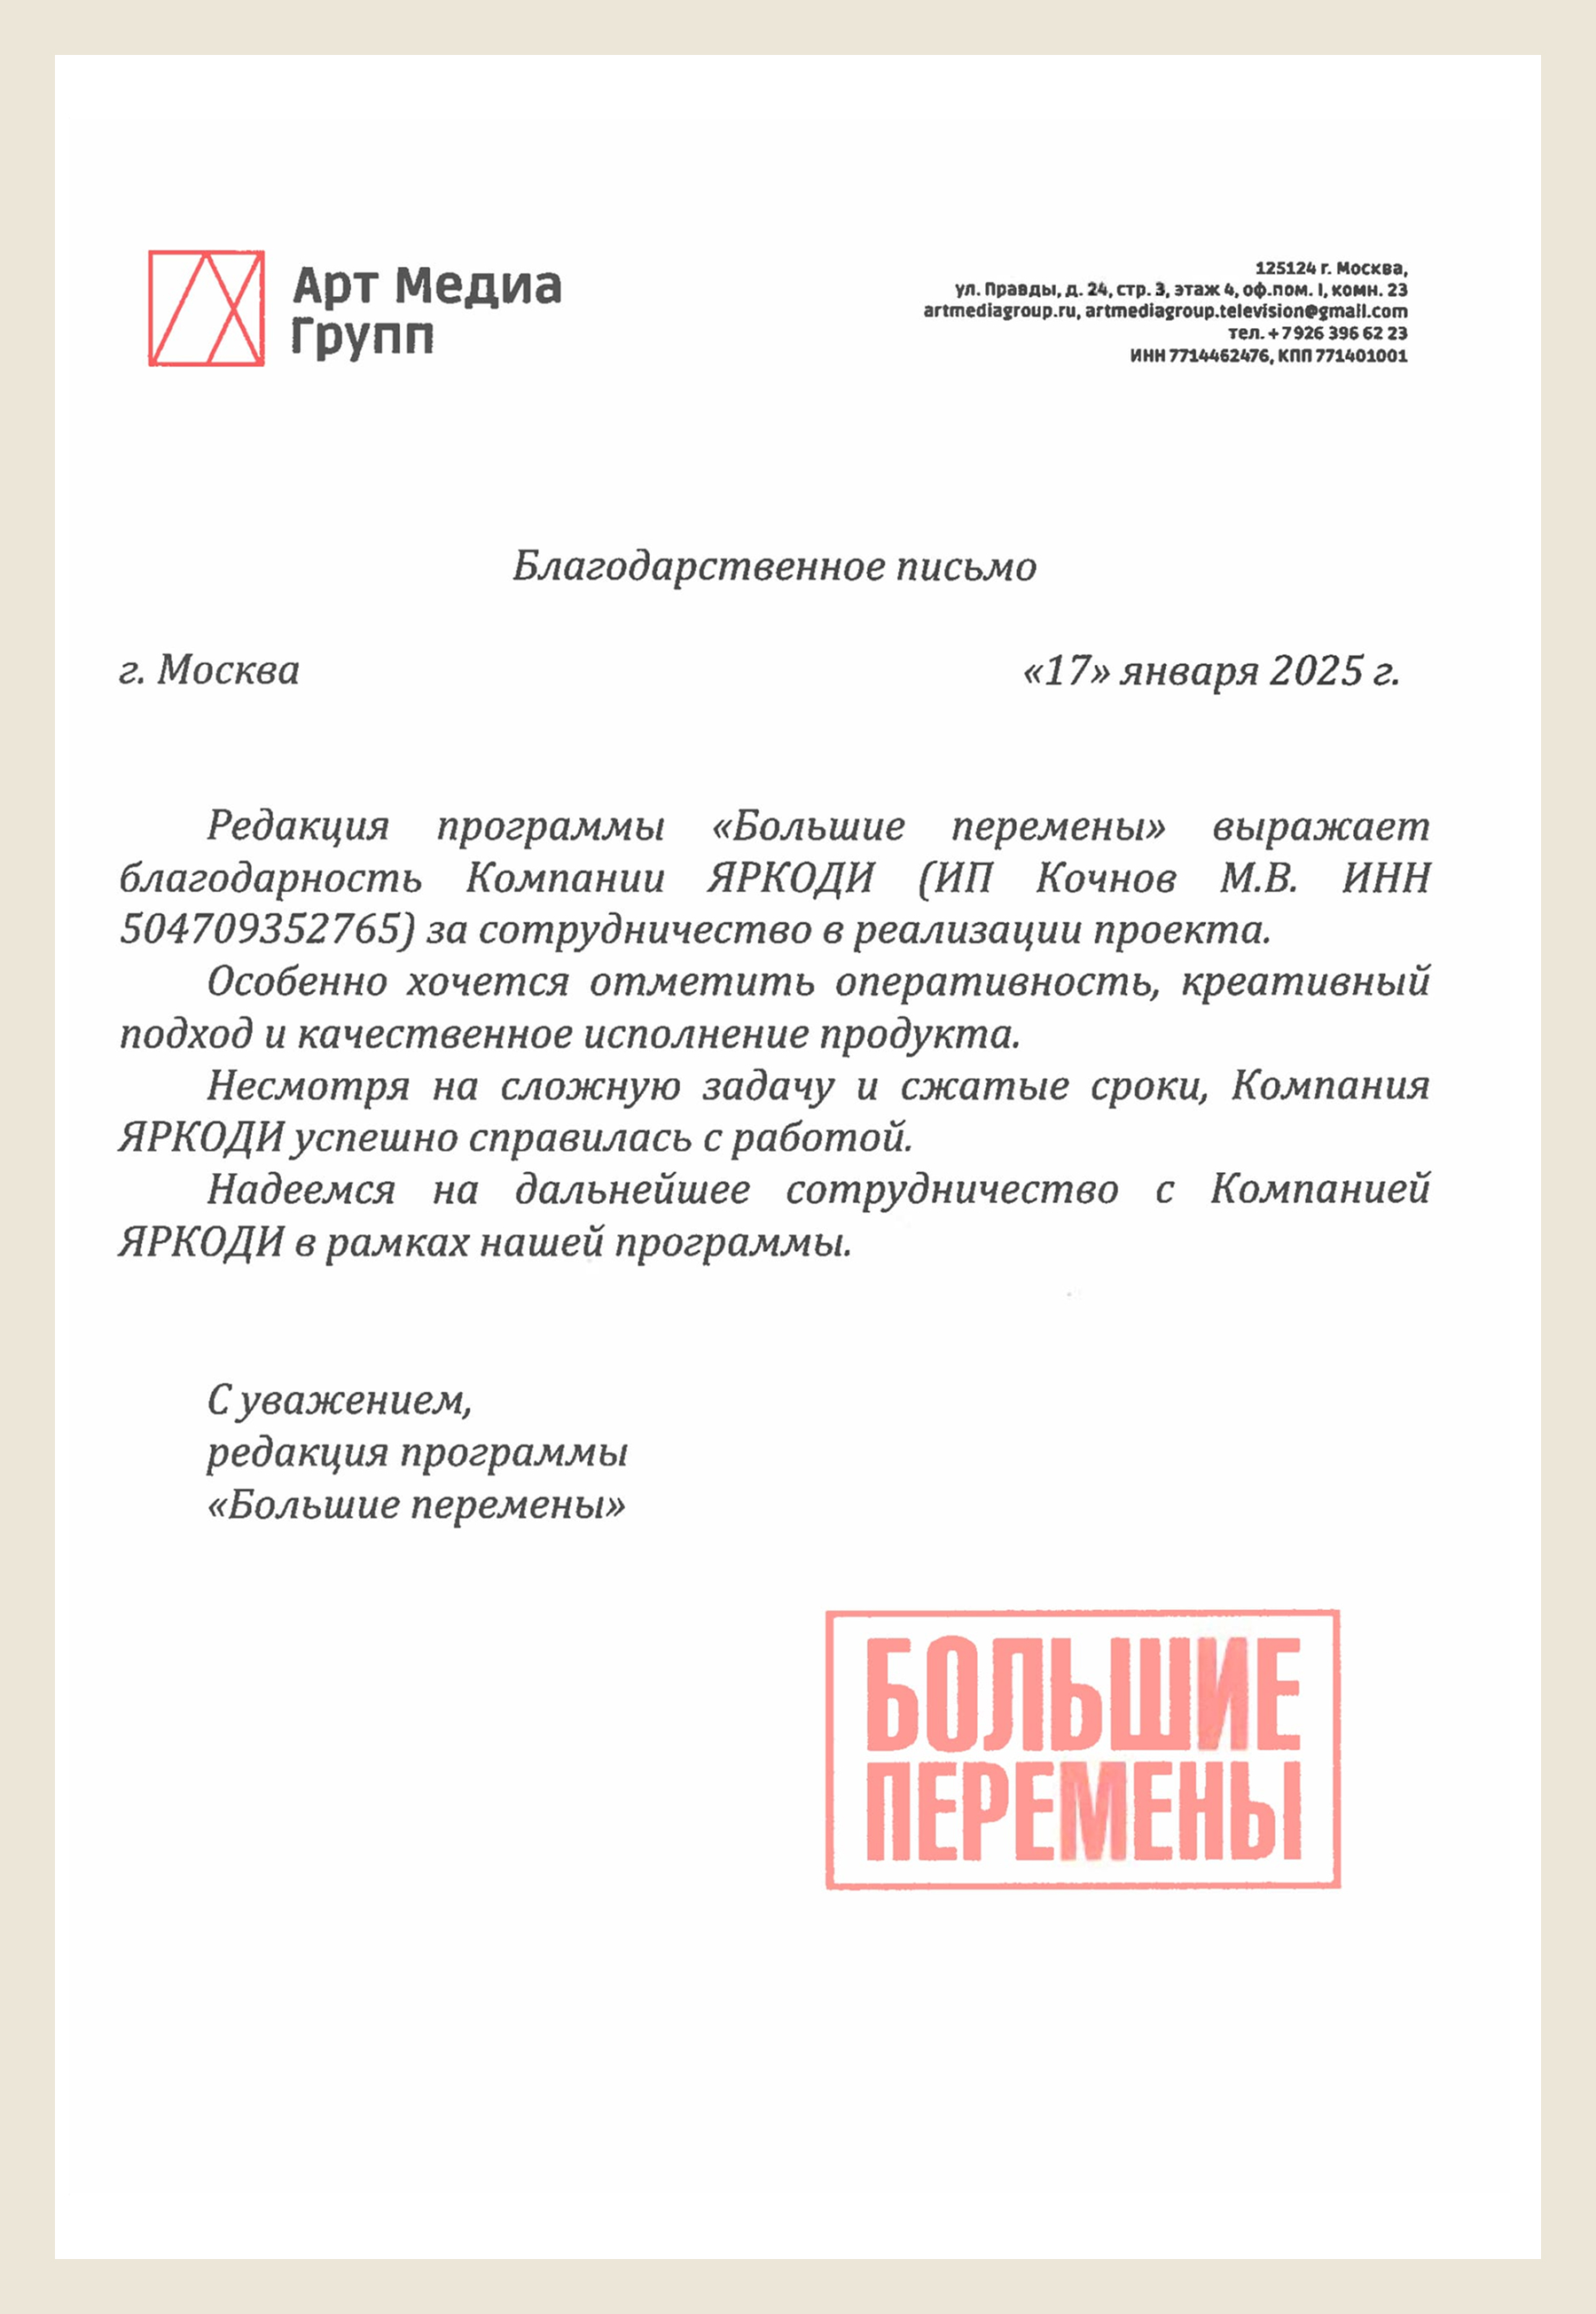 Арт Медиа
Групп
125124 г. Москва,
ул. Правды, д. 24, стр. 3, этаж 4, оф.пом. I, комн. 23
artmediagroup.ru, artmediagroup.television@gmail.com
тел. +7 926 396 62 23
ИНН 7714462476, КПП 771401001
Благодарственное письмо
г. Москва
«17» января 2025 г.
Редакция программы «Большие перемены» выражает
благодарность Компании ЯРКОДИ (ИП Кочнов М.В. ИНН
504709352765) за сотрудничество в реализации проекта.
Особенно хочется отметить оперативность, креативный
подход и качественное исполнение продукта.
Несмотря на сложную задачу и сжатые сроки, Компания
ЯРКОДИ успешно справилась с работой.
Надеемся на дальнейшее сотрудничество с Компанией
ЯРКОДИ в рамках нашей программы.
С уважением,
редакция программы
«Большие перемены»
БОЛЬШИЕ
ПЕРЕМЕНЫ